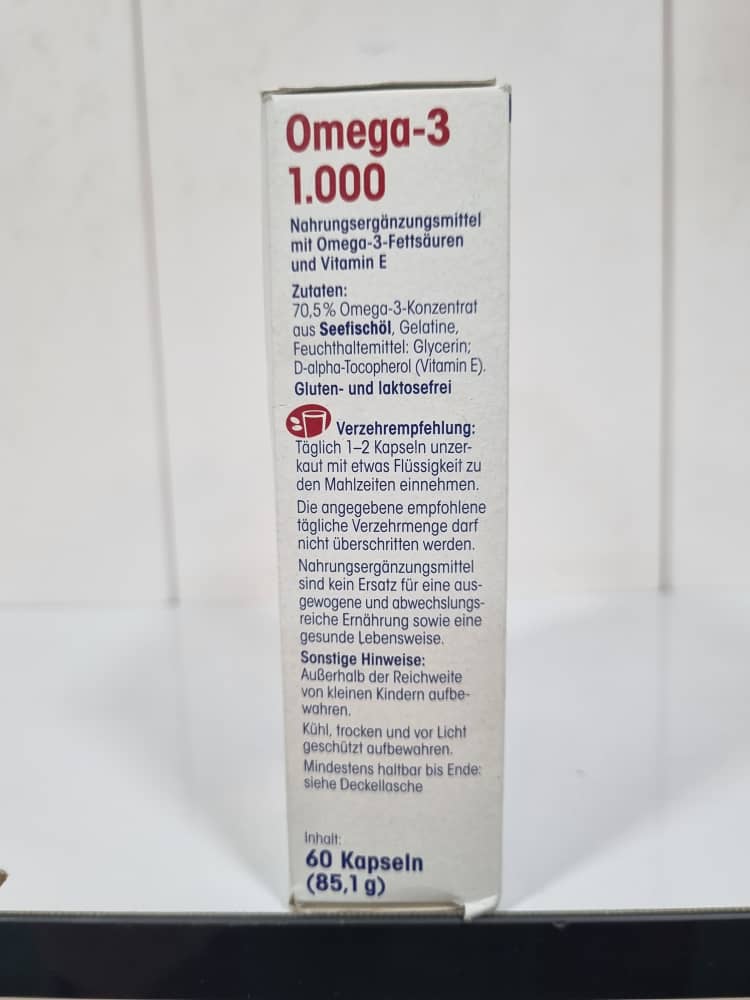 Omega-3
1.000
Nahrungsergänzungsmittel
mit Omega-3-Fettsäuren
und Vitamin E
Zutaten:
70,5% Omega-3-Konzentrat
aus Seefischöl, Gelatine,
Feuchthaltemittel: Glycerin;
D-alpha-Tocopherol (Vitamin E).
Gluten- und laktosefrei
Verzehrempfehlung:
Täglich 1–2 Kapseln unzer-
kaut mit etwas Flüssigkeit zu
den Mahlzeiten einnehmen.
Die angegebene empfohlene
tägliche Verzehrmenge darf
nicht überschritten werden.
Nahrungsergänzungsmittel
sind kein Ersatz für eine aus-
gewogene und abwechslungs-
reiche Ernährung sowie eine
gesunde Lebensweise.
Sonstige Hinweise:
Außerhalb der Reichweite
von kleinen Kindern aufbe-
wahren.
Kühl, trocken und vor Licht
geschützt aufbewahren.
Mindestens haltbar bis Ende:
siehe Deckellasche
Inhalt:
60 Kapseln
(85,1 g)